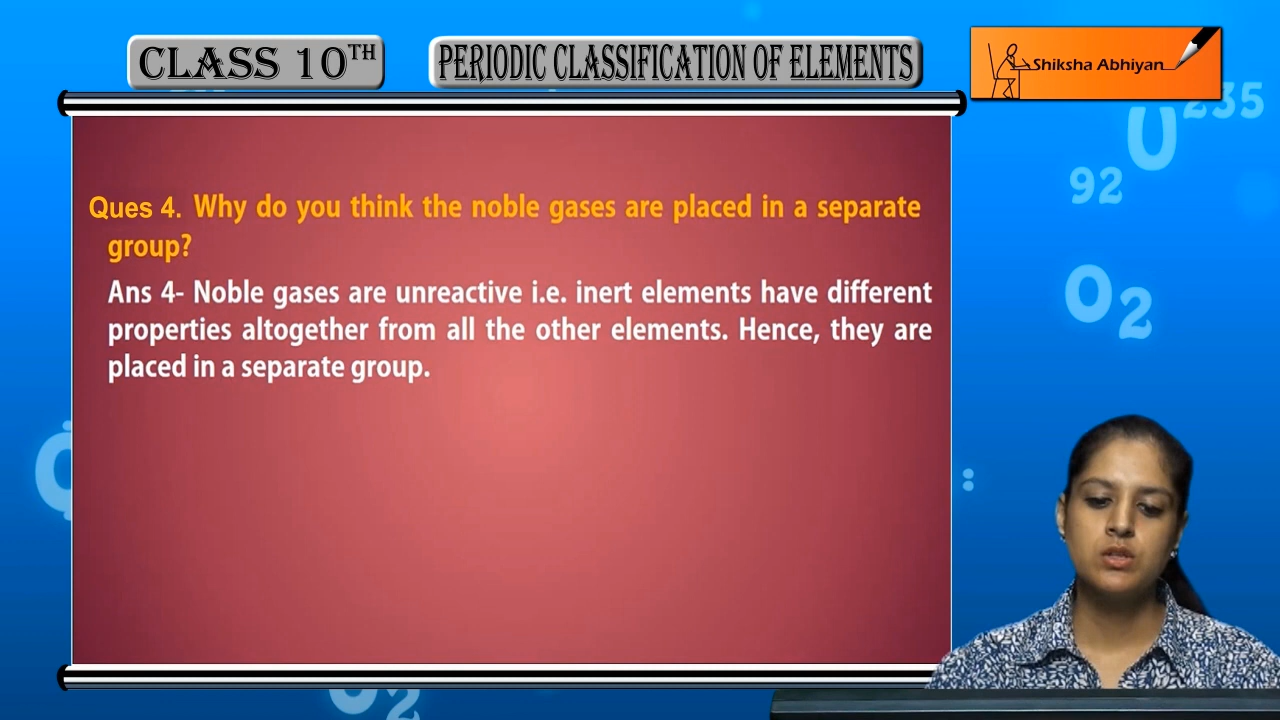 CLASS 10TH
PERIODIC CLASSIFICATION OF ELEMENTS
Shiksha Abhiyan
Ques 4. Why do you think the noble gases are placed in a separate
group?
Ans 4- Noble gases are unreactive i.e. inert elements have different
properties altogether from all the other elements. Hence, they are
placed in a separate group.
235
92
U
O2
O2